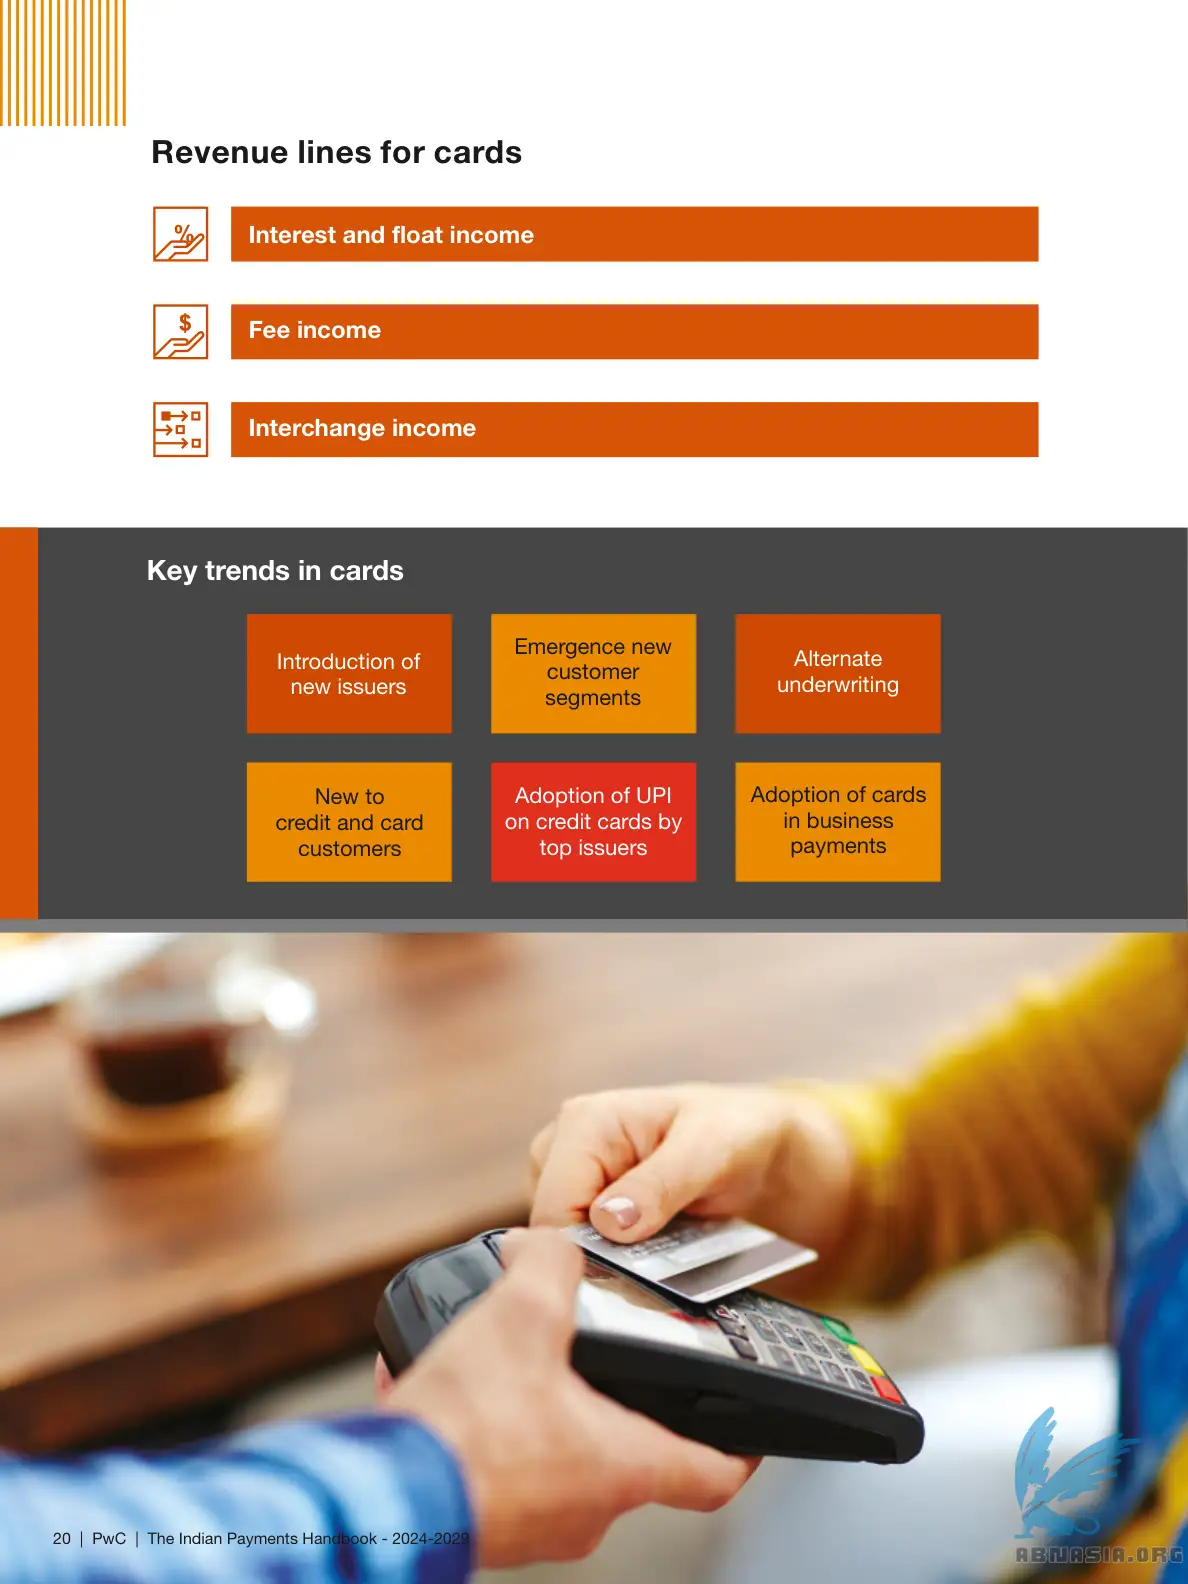 Revenue lines for cards
%
Interest and float income
$
Fee income
Interchange income
Key trends in cards
Introduction of
new issuers
Emergence new
customer
segments
Alternate
underwriting
New to
credit and card
customers
Adoption of UPI
on credit cards by
top issuers
Adoption of cards
in business
payments
20 | PwC | The Indian Payments Handbook - 2024-2029
ABNASIA.ORG